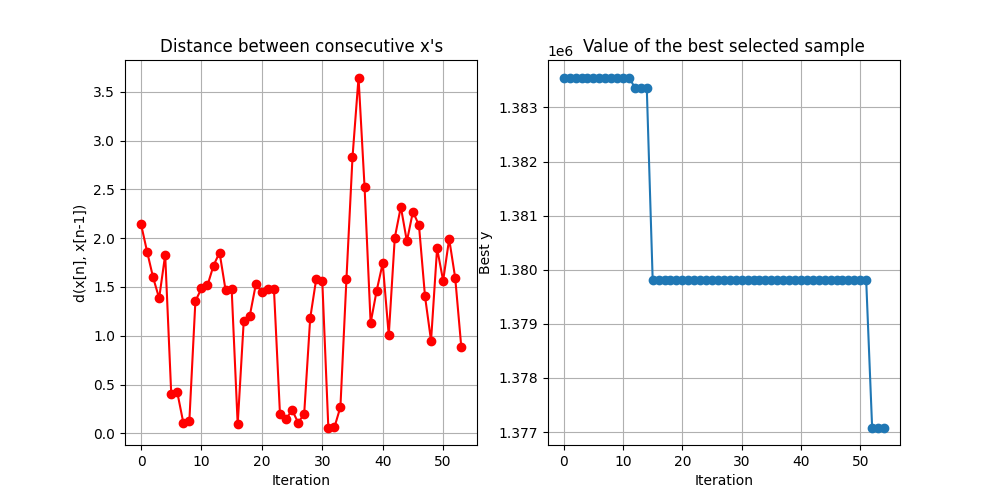 Distance between consecutive x's
d(x[n], x[n-1])
3.5
3.0
2.5
2.0
1.5
1.0
0.5
0.0
0 10 20 30 40 50
Iteration
Value of the best selected sample
1e6
Best y
1.383
1.382
1.381
1.380
1.379
1.378
1.377
0 10 20 30 40 50
Iteration